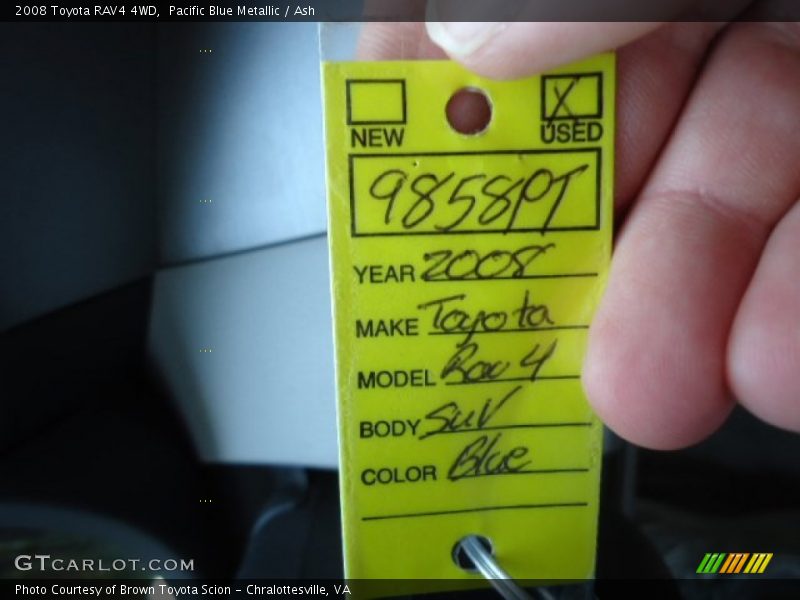 2008 Toyota RAV4 4WD,  Pacific Blue Metallic / Ash
X
NEW USED
9858PT
YEAR 2008
MAKE Toyota
MODEL Rav 4
BODY SUV
COLOR Blue
GTCARLOT.COM
Photo Courtesy of Brown Toyota Scion - Chralottesville, VA